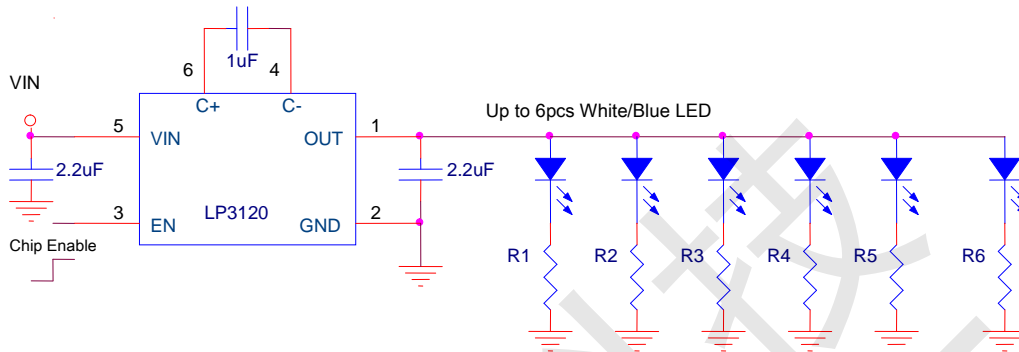 1uF
6
4
VIN
C+
C-
Up to 6pcs White/Blue LED
5
VIN
OUT
1
2.2uF
2.2uF
3
EN
LP3120
GND
2
Chip Enable
R1
R2
R3
R4
R5
R6
技